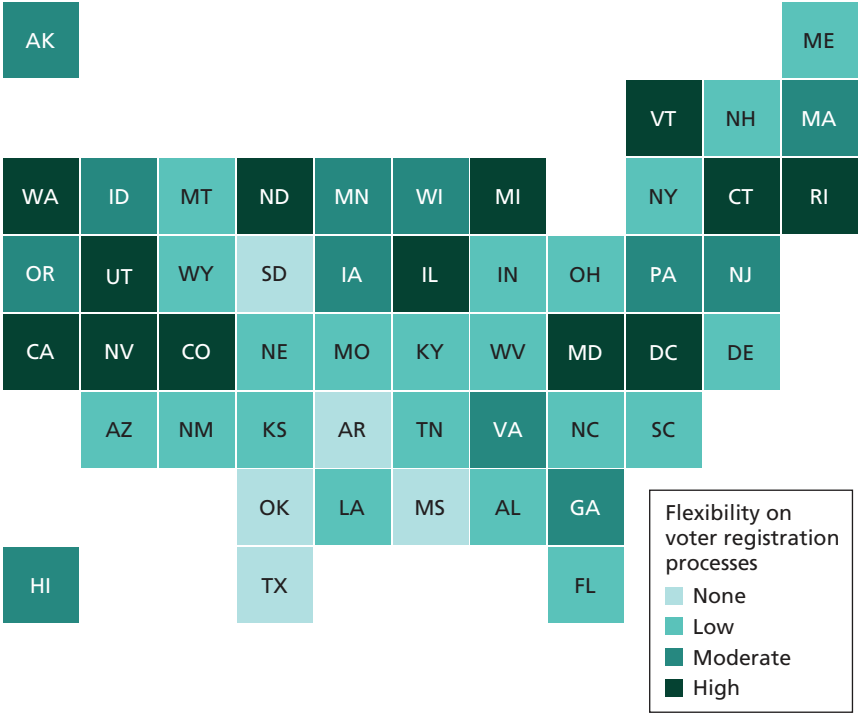 AK
ME
VT NH MA
WA ID MT ND MN WI MI NY CT RI
OR UT WY SD IA IL IN OH PA NJ
CA NV CO NE MO KY WV MD DC DE
AZ NM KS AR TN VA NC SC
OK LA MS AL GA
HI TX FL
Flexibility on
voter registration
processes
None
Low
Moderate
High